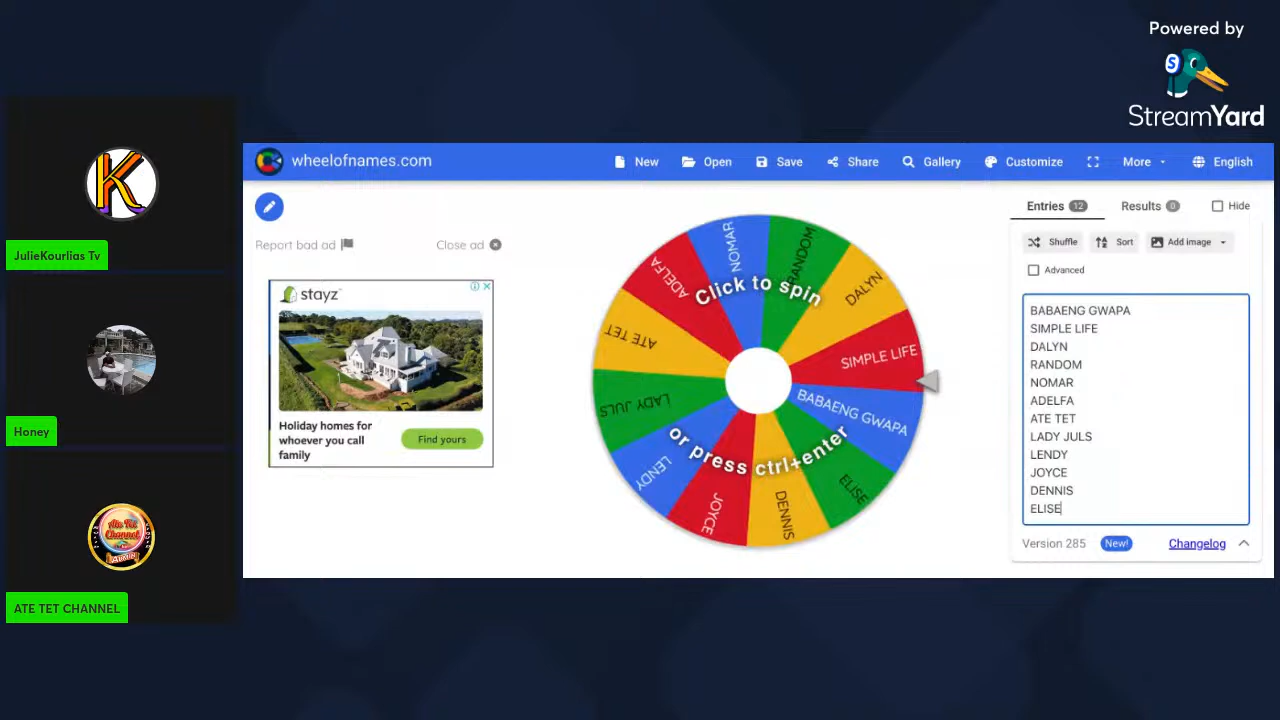 Powered by
StreamYard
K
JulieKourlias Tv
Honey
Ate Tet
Channel
ATE TET CHANNEL
wheelofnames.com
New
Open
Save
Share
Gallery
Customize
More
English
Report bad ad
Close ad
stayz
Holiday homes for
whoever you call
family
Find yours
Click to spin
or press ctrl+enter
NOMAR
RANDOM
DALYN
SIMPLE LIFE
BABAENG GWAPA
ELISE
DENNIS
JOYCE
LENDY
LADY JULS
ATE TET
ADELFA
Entries 12
Results 0
Hide
Shuffle
Sort
Add image
Advanced
BABAENG GWAPA
SIMPLE LIFE
DALYN
RANDOM
NOMAR
ADELFA
ATE TET
LADY JULS
LENDY
JOYCE
DENNIS
ELISE
Version 285
New!
Changelog